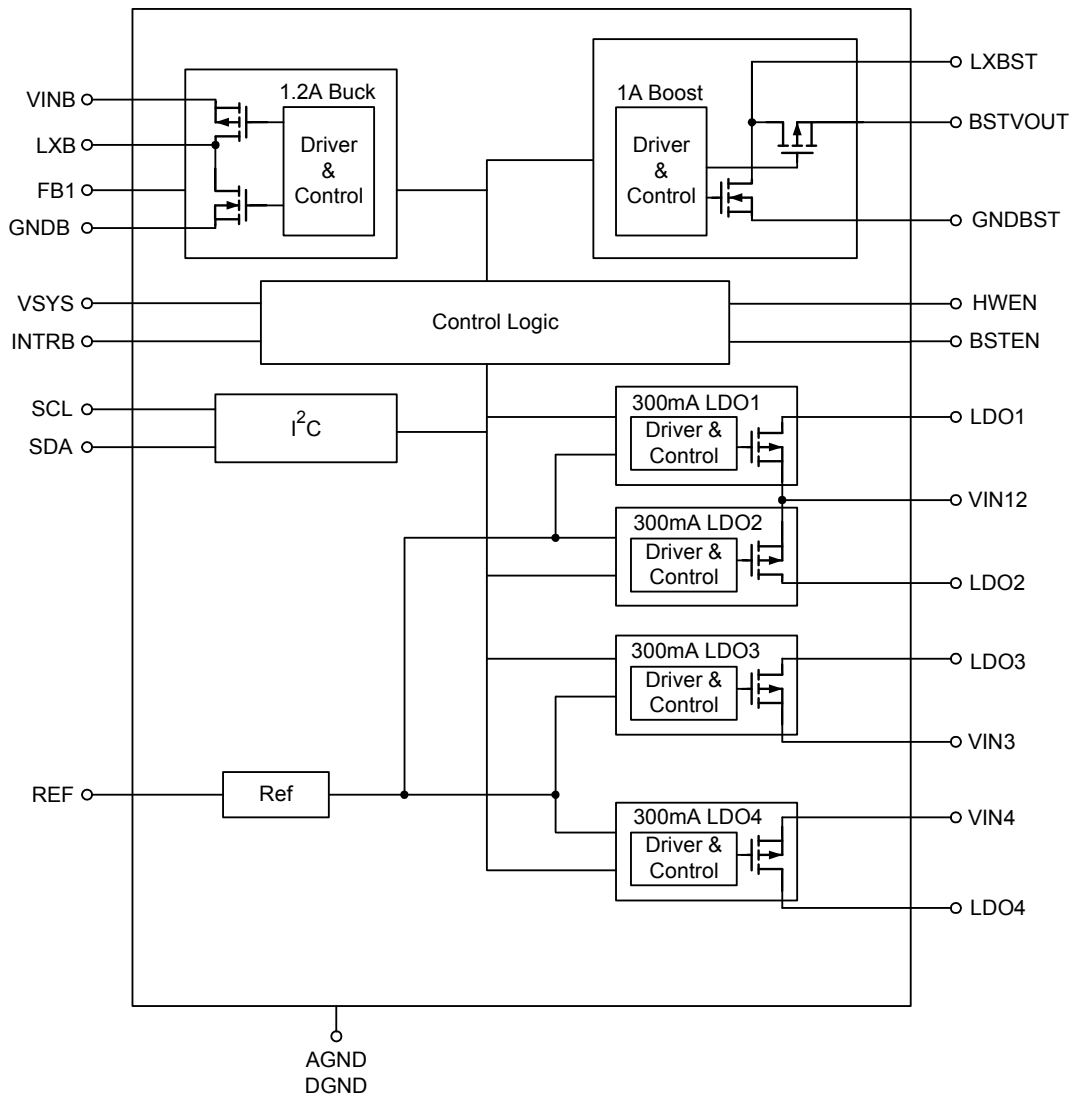 VINB
LXB
FB1
GNDB
1.2A Buck
Driver
&
Control
1A Boost
Driver
&
Control
LXBST
BSTVOUT
GNDBST
VSYS
INTRB
Control Logic
HWEN
BSTEN
SCL
SDA
I²C
300mA LDO1
Driver &
Control
LDO1
VIN12
300mA LDO2
Driver &
Control
LDO2
300mA LDO3
Driver &
Control
LDO3
VIN3
REF
Ref
300mA LDO4
Driver &
Control
VIN4
LDO4
AGND
DGND